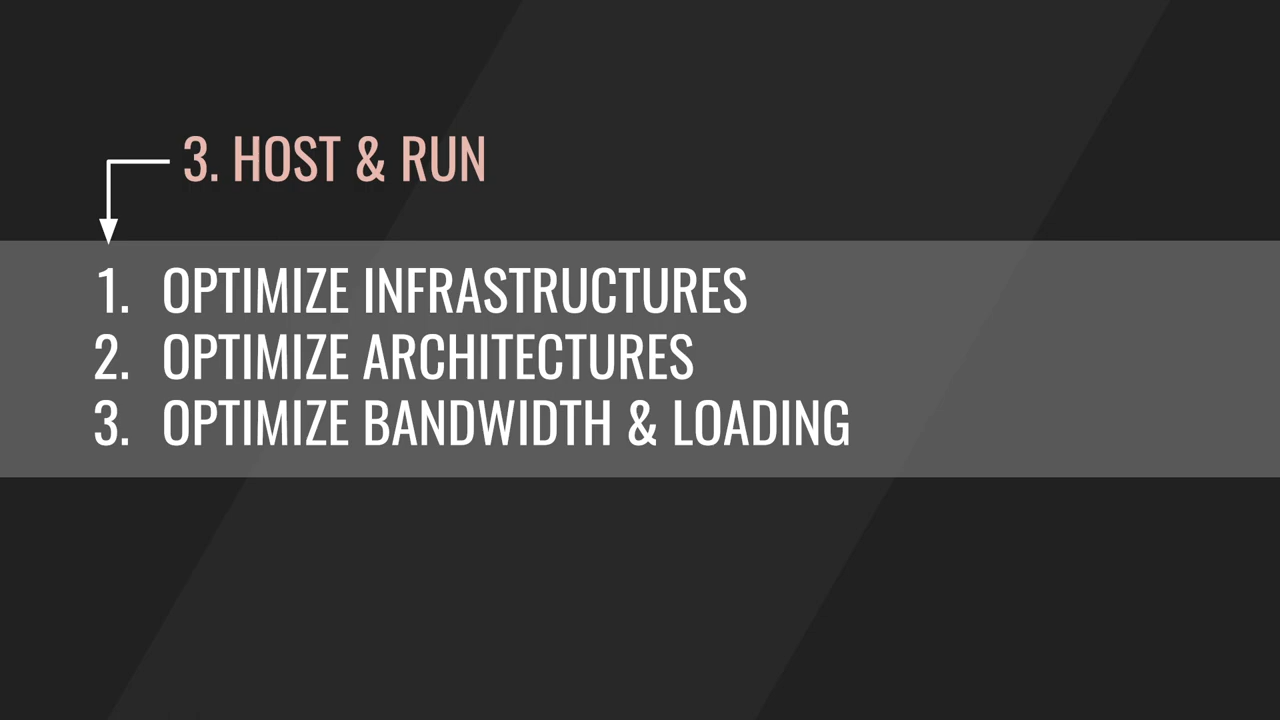 3. HOST & RUN
1. OPTIMIZE INFRASTRUCTURES
2. OPTIMIZE ARCHITECTURES
3. OPTIMIZE BANDWIDTH & LOADING